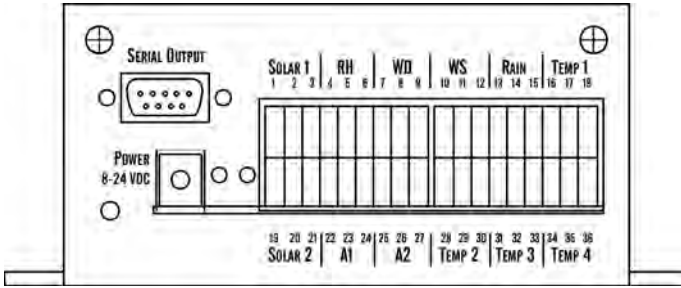 SERIAL OUTPUT
SOLAR 1 RH WD WS RAIN TEMP 1
1 2 3 4 5 6 7 8 9 10 11 12 13 14 15 16 17 18
POWER
8-24 VDC
19 20 21 22 23 24 25 26 27 28 29 30 31 32 33 34 35 36
SOLAR 2 A1 A2 TEMP 2 TEMP 3 TEMP 4